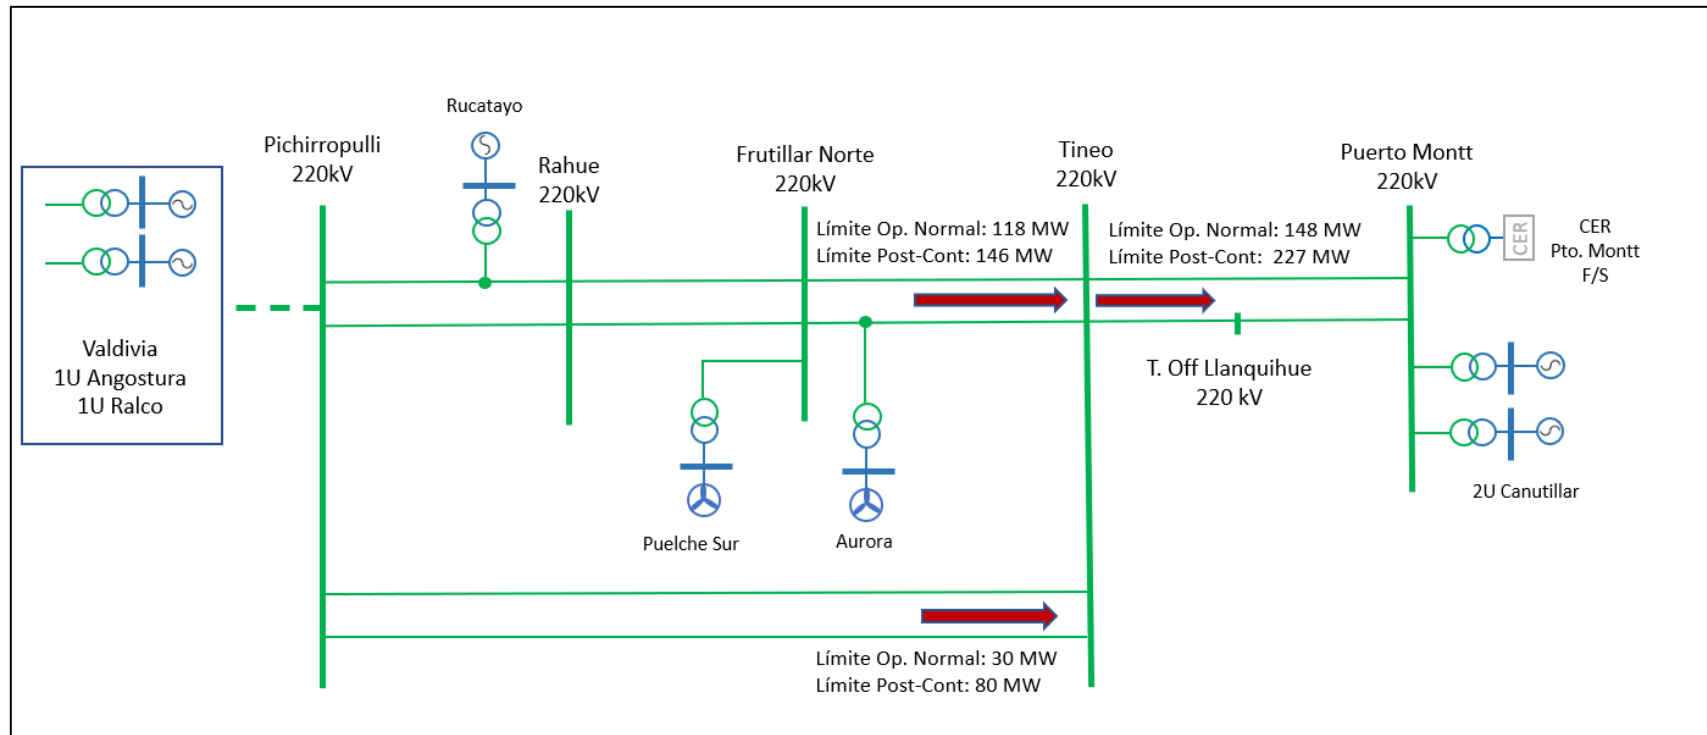 Rucatayo
Pichirropulli
220kV
Rahue
220kV
Frutillar Norte
220kV
Tineo
220kV
Puerto Montt
220kV
Límite Op. Normal: 118 MW
Límite Post-Cont: 146 MW
Límite Op. Normal: 148 MW
Límite Post-Cont:  227 MW
CER
CER
Pto. Montt
F/S
Valdivia
1U Angostura
1U Ralco
T. Off Llanquihue
220 kV
2U Canutillar
Puelche Sur
Aurora
Límite Op. Normal: 30 MW
Límite Post-Cont: 80 MW